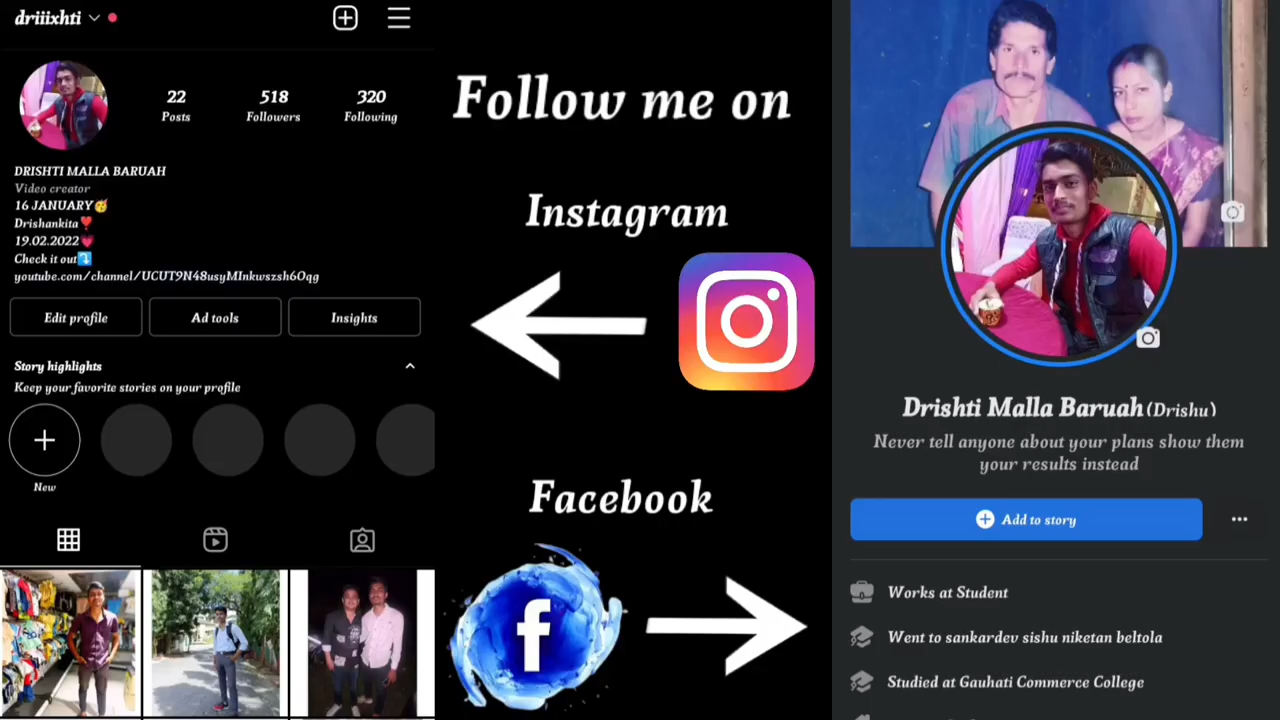 driiixhti
22
518
320
Posts
Followers
Following
DRISHTI MALLA BARUAH
Video creator
16 JANUARY🥳
Drishankita❣️
19.02.2022💗
Check it out⤵️
youtube.com/channel/UCUT9N48usyMInkwszsh6Oqg
Edit profile
Ad tools
Insights
Story highlights
Keep your favorite stories on your profile
New
Follow me on
Instagram
Facebook
f
Drishti Malla Baruah (Drishu)
Never tell anyone about your plans show them
your results instead
Add to story
Works at Student
Went to sankardev sishu niketan beltola
Studied at Gauhati Commerce College